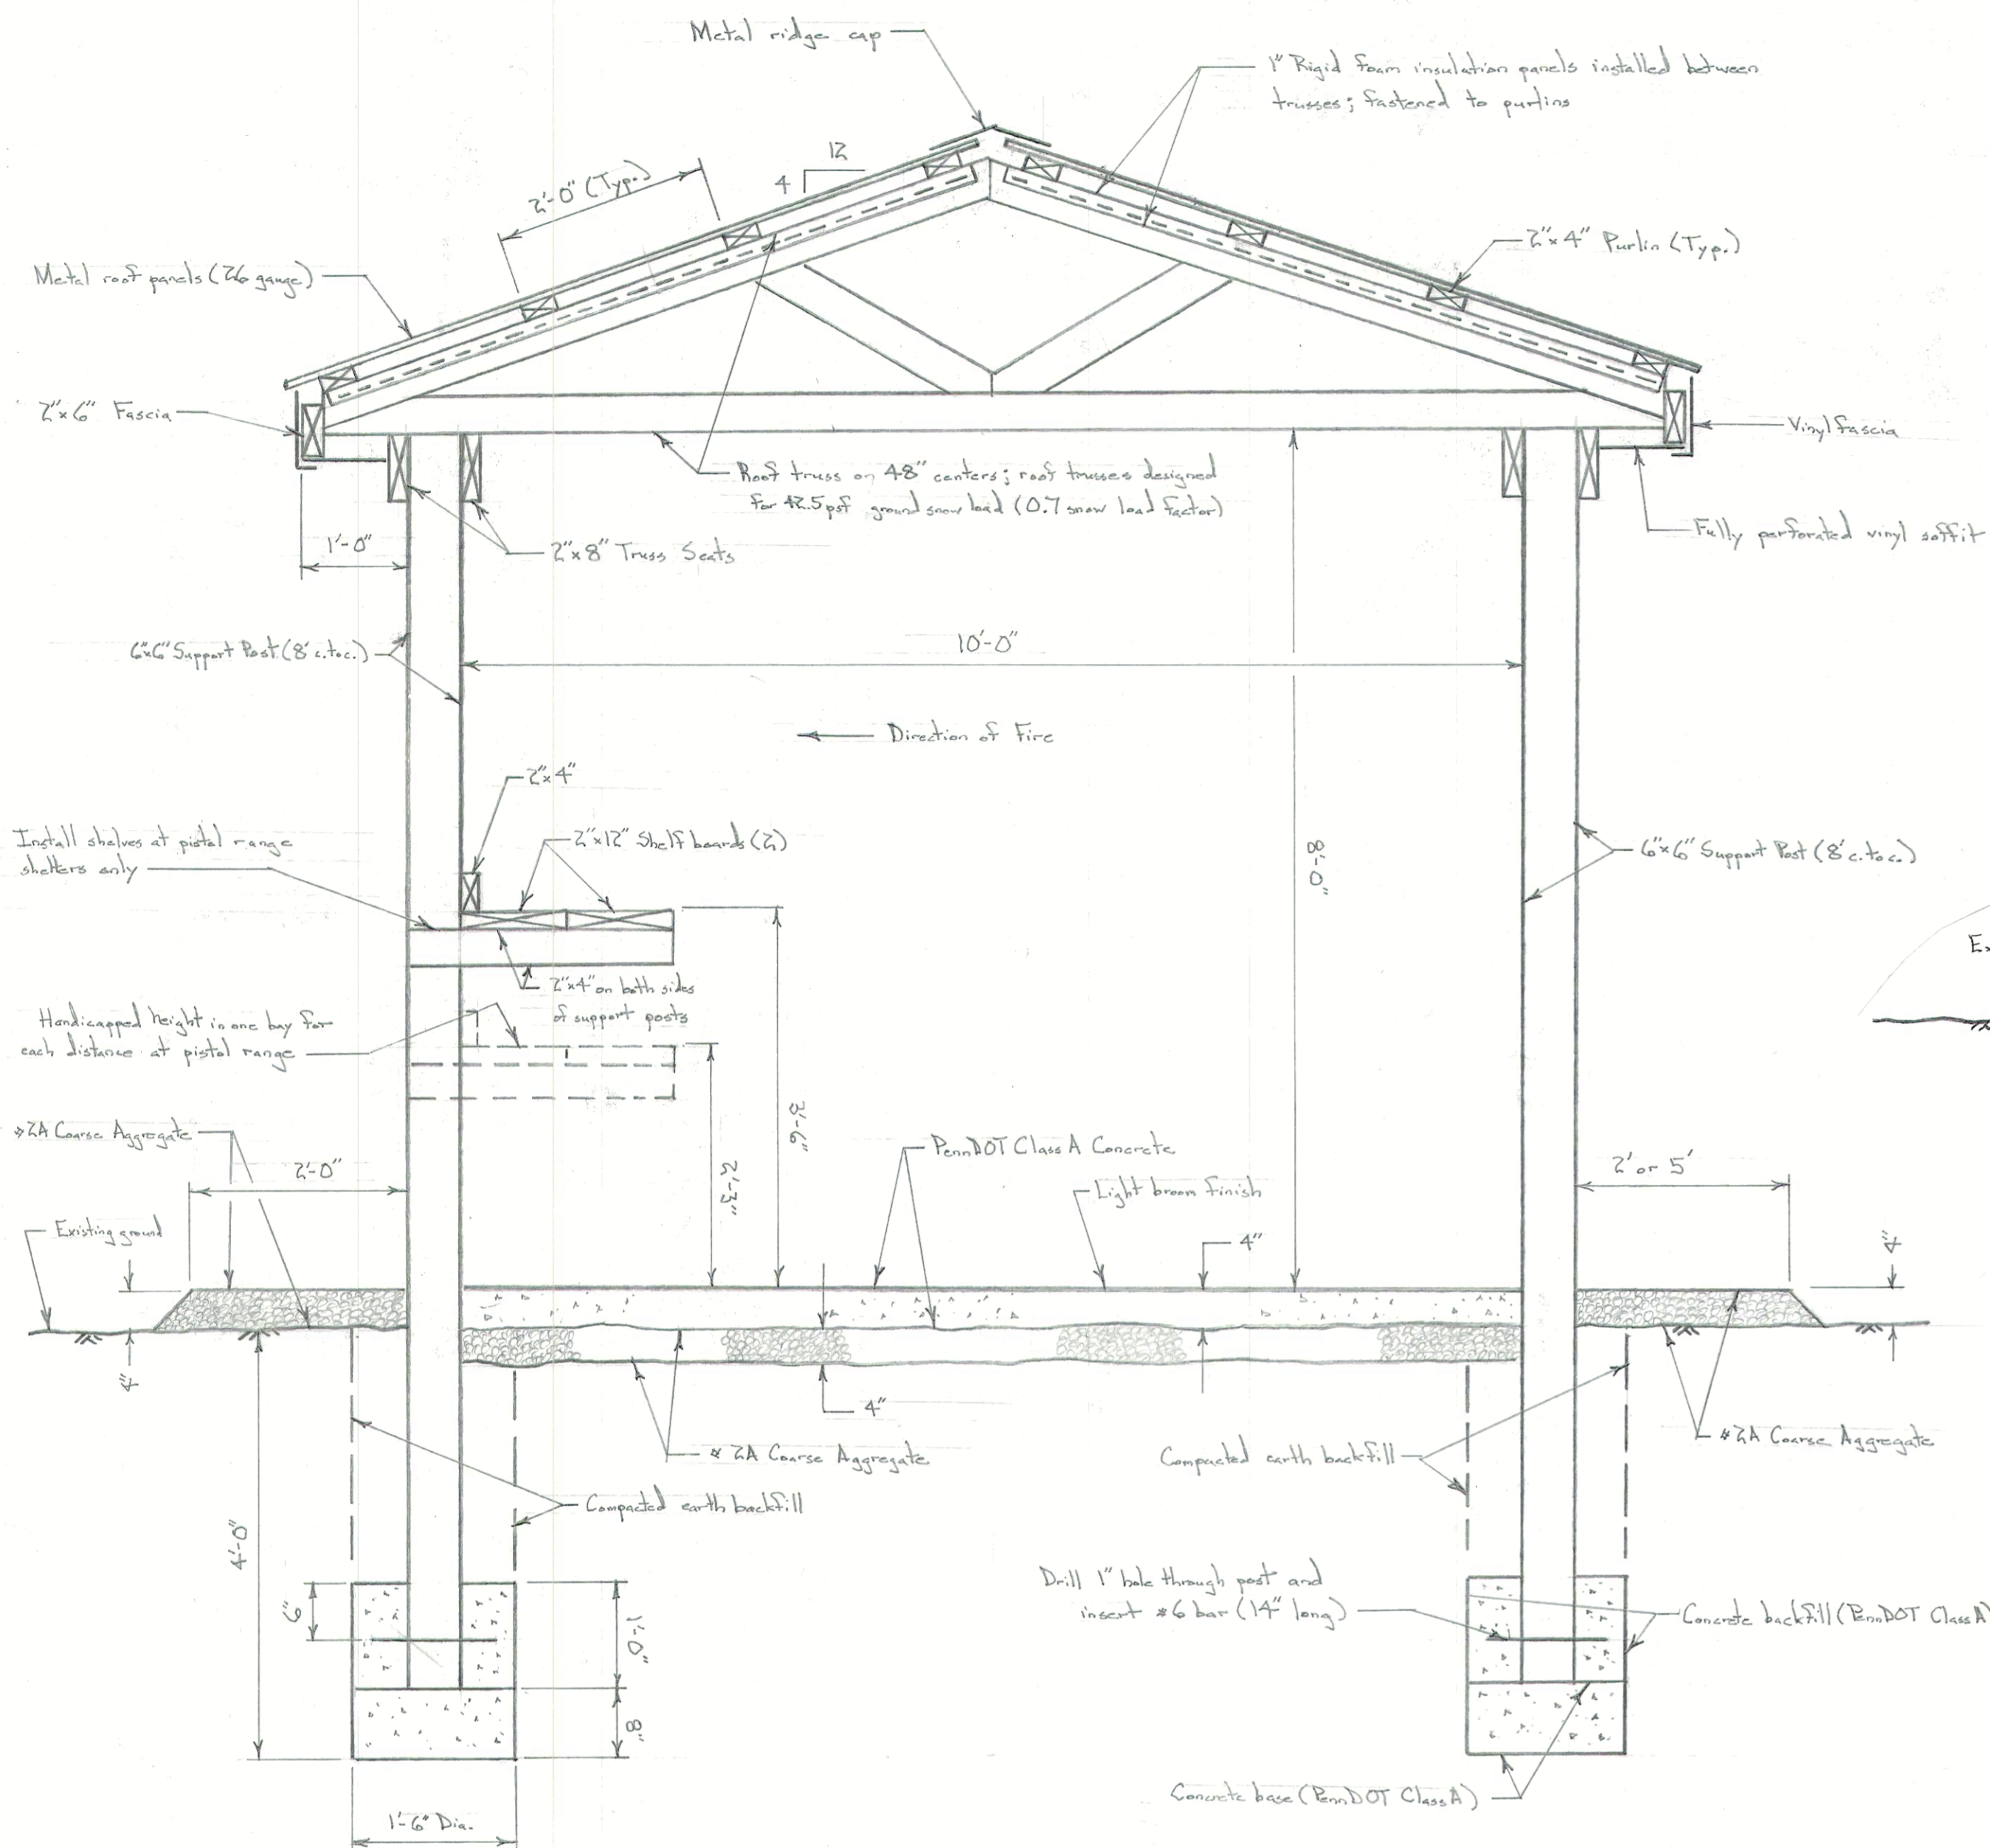 Metal ridge cap
1" Rigid foam insulation panels installed between
trusses; fastened to purlins
12
4
2'-0" (Typ.)
2"x4" Purlin (Typ.)
Metal roof panels (26 gauge)
2"x6" Fascia
Vinyl fascia
Roof truss on 48" centers; roof trusses designed
for 42.5psf ground snow load (0.7 snow load factor)
Fully perforated vinyl soffit
1'-0"
2"x8" Truss Seats
6"x6" Support Post (8' c. to c.)
10'-0"
Direction of Fire
2"x4"
Install shelves at pistol range
shelters only
2"x12" Shelf boards (2)
8'-0"
6"x6" Support Post (8' c. to c.)
2"x4" on both sides
of support posts
Handicapped height in one bay for
each distance at pistol range
3'-6"
2'-3"
#2A Coarse Aggregate
2'-0"
PennDOT Class A Concrete
Light broom finish
2' or 5'
Existing ground
4"
4"
4"
4"
#2A Coarse Aggregate
#2A Coarse Aggregate
Compacted earth backfill
Compacted earth backfill
4'-0"
6"
1'-0"
8"
Drill 1" hole through post and
insert #6 bar (14" long)
Concrete backfill (PennDOT Class A)
Concrete base (PennDOT Class A)
1'-6" Dia.